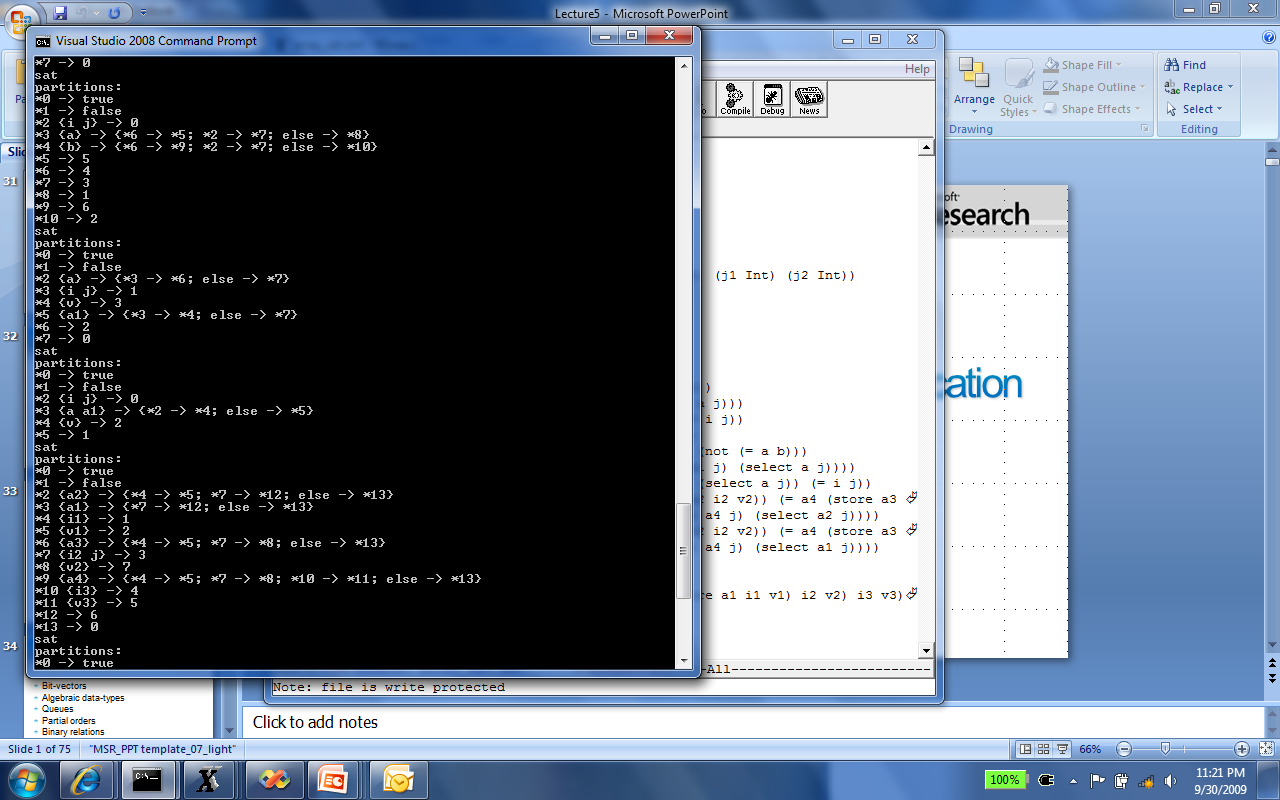 Lecture5 - Microsoft PowerPoint
Visual Studio 2008 Command Prompt
*7 -> 0
sat
partitions:
*0 -> true
*1 -> false
*2 {i j} -> 0
*3 {a} -> {*6 -> *5; *2 -> *7; else -> *8}
*4 {b} -> {*6 -> *9; *2 -> *7; else -> *10}
*5 -> 5
*6 -> 4
*7 -> 3
*8 -> 1
*9 -> 6
*10 -> 2
sat
partitions:
*0 -> true
*1 -> false
*2 {a} -> {*3 -> *6; else -> *7}
*3 {i j} -> 1
*4 {v} -> 3
*5 {a1} -> {*3 -> *4; else -> *7}
*6 -> 2
*7 -> 0
sat
partitions:
*0 -> true
*1 -> false
*2 {i j} -> 0
*3 {a a1} -> {*2 -> *4; else -> *5}
*4 {v} -> 2
*5 -> 1
sat
partitions:
*0 -> true
*1 -> false
*2 {a2} -> {*4 -> *5; *7 -> *12; else -> *13}
*3 {a1} -> {*7 -> *12; else -> *13}
*4 {i1} -> 1
*5 {v1} -> 2
*6 {a3} -> {*4 -> *5; *7 -> *8; else -> *13}
*7 {i2 j} -> 3
*8 {v2} -> 7
*9 {a4} -> {*4 -> *5; *7 -> *8; *10 -> *11; else -> *13}
*10 {i3} -> 4
*11 {v3} -> 5
*12 -> 6
*13 -> 0
sat
partitions:
*0 -> true
Help
Compile Debug News
(j1 Int) (j2 Int))
)
j)))
i j))
(not (= a b)))
j) (select a j))))
(select a j)) (= i j))
i2 v2)) (= a4 (store a3
a4 j) (select a2 j))))
i2 v2)) (= a4 (store a3
a4 j) (select a1 j))))
a1 i1 v1) i2 v2) i3 v3)
-All-------------------------
Note: file is write protected
Arrange
Quick Styles
Shape Fill
Shape Outline
Shape Effects
Drawing
Find
Replace
Select
Editing
esearch
cation
31
32
33
34
Bit-vectors
Algebraic data-types
Queues
Partial orders
Binary relations
Click to add notes
Slide 1 of 75 "MSR_PPT template_07_light" 66%
100%
11:21 PM
9/30/2009